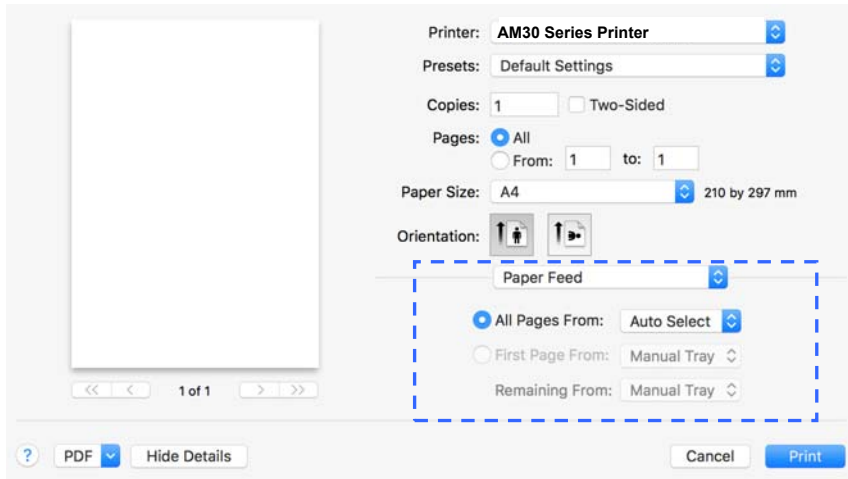 Printer: AM30 Series Printer
Presets: Default Settings
Copies: 1 Two-Sided
Pages: All
From: 1 to: 1
Paper Size: A4 210 by 297 mm
Orientation:
Paper Feed
All Pages From: Auto Select
First Page From: Manual Tray
Remaining From: Manual Tray
<< < 1 of 1 > >>
? PDF Hide Details Cancel Print